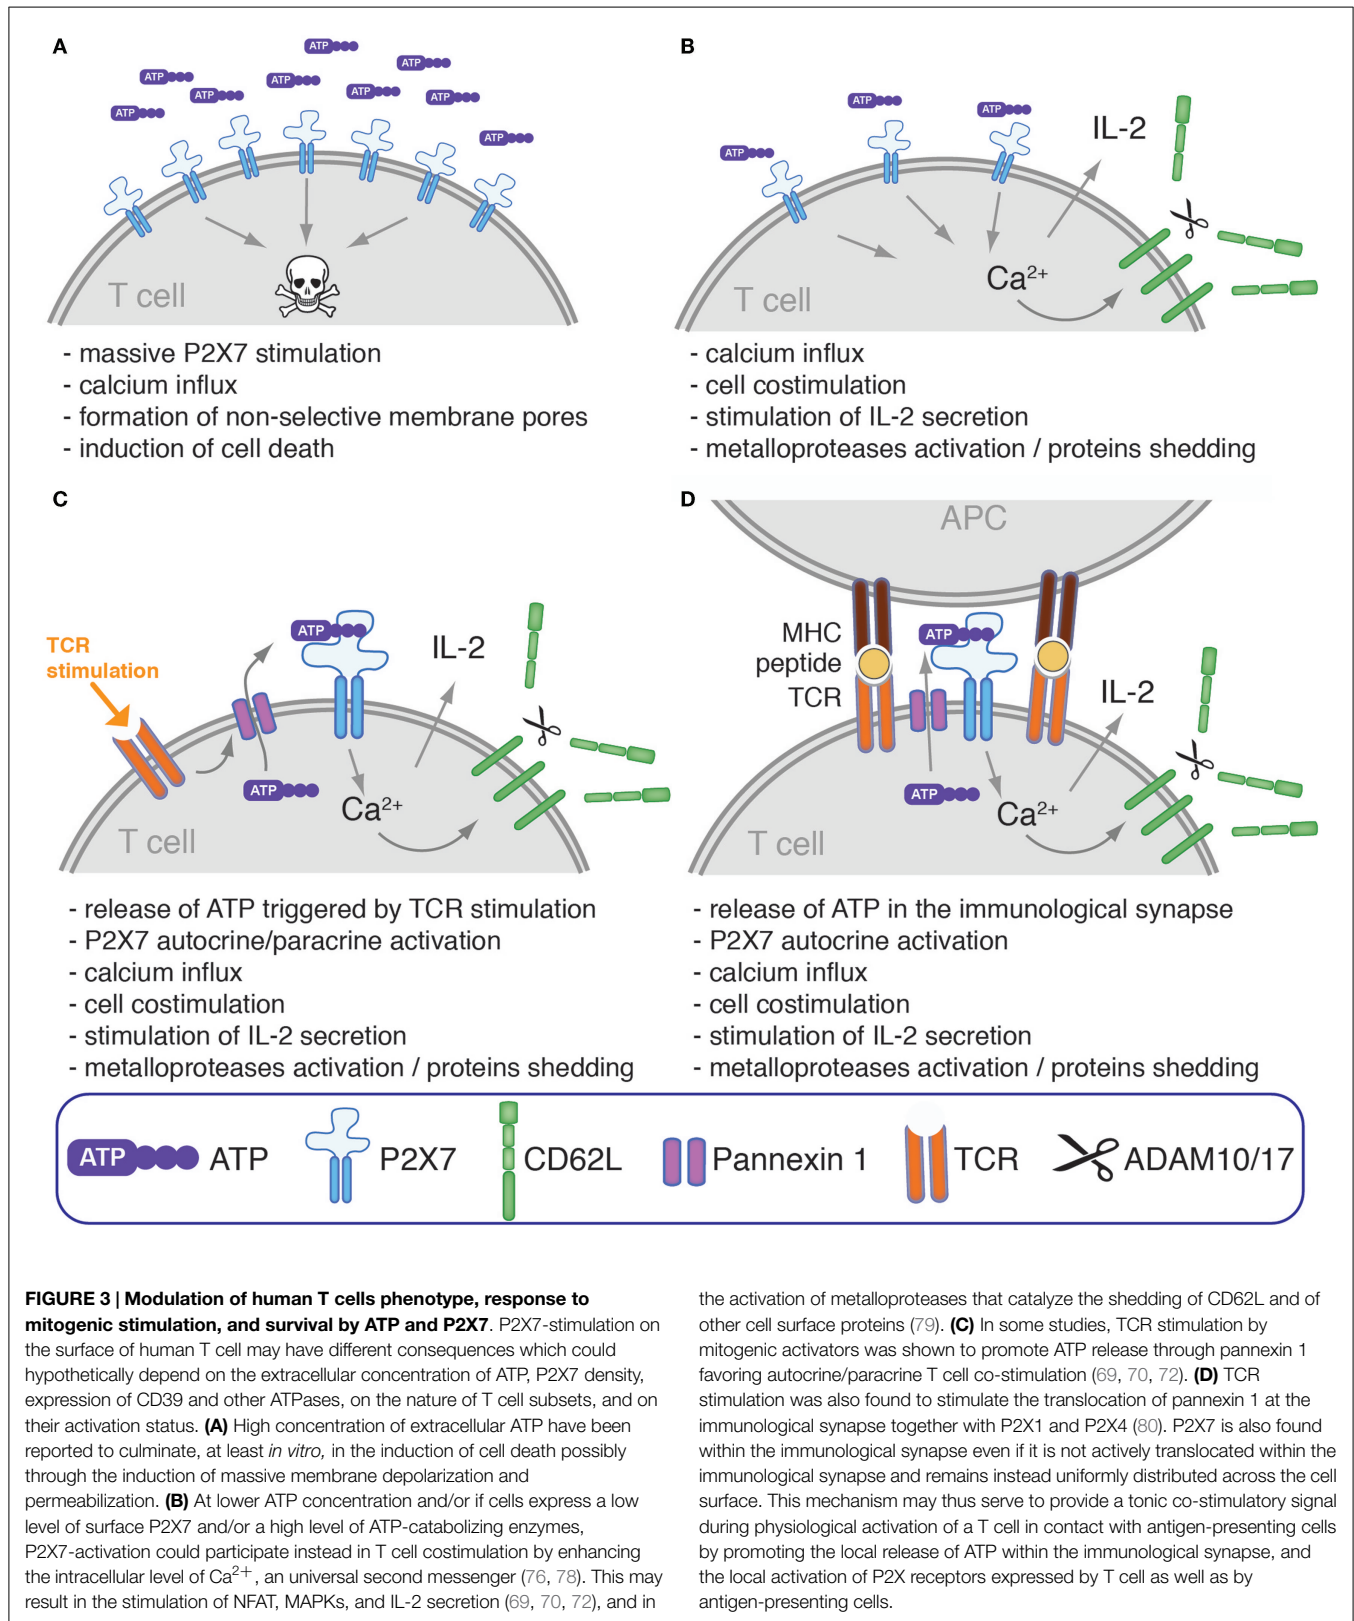 A
ATP
ATP
ATP
ATP
ATP
ATP
ATP
ATP
ATP
T cell
- massive P2X7 stimulation
- calcium influx
- formation of non-selective membrane pores
- induction of cell death
B
ATP
ATP
ATP
IL-2
Ca2+
T cell
- calcium influx
- cell costimulation
- stimulation of IL-2 secretion
- metalloproteases activation / proteins shedding
C
TCR
stimulation
ATP
IL-2
ATP
Ca2+
T cell
- release of ATP triggered by TCR stimulation
- P2X7 autocrine/paracrine activation
- calcium influx
- cell costimulation
- stimulation of IL-2 secretion
- metalloproteases activation / proteins shedding
D
APC
MHC
peptide
TCR
ATP
IL-2
ATP
Ca2+
T cell
- release of ATP in the immunological synapse
- P2X7 autocrine activation
- calcium influx
- cell costimulation
- stimulation of IL-2 secretion
- metalloproteases activation / proteins shedding
ATP ATP P2X7 CD62L Pannexin 1 TCR ADAM10/17
FIGURE 3 | Modulation of human T cells phenotype, response to
mitogenic stimulation, and survival by ATP and P2X7. P2X7-stimulation on
the surface of human T cell may have different consequences which could
hypothetically depend on the extracellular concentration of ATP, P2X7 density,
expression of CD39 and other ATPases, on the nature of T cell subsets, and on
their activation status. (A) High concentration of extracellular ATP have been
reported to culminate, at least in vitro, in the induction of cell death possibly
through the induction of massive membrane depolarization and
permeabilization. (B) At lower ATP concentration and/or if cells express a low
level of surface P2X7 and/or a high level of ATP-catabolizing enzymes,
P2X7-activation could participate instead in T cell costimulation by enhancing
the intracellular level of Ca2+, an universal second messenger (76, 78). This may
result in the stimulation of NFAT, MAPKs, and IL-2 secretion (69, 70, 72), and in
the activation of metalloproteases that catalyze the shedding of CD62L and of
other cell surface proteins (79). (C) In some studies, TCR stimulation by
mitogenic activators was shown to promote ATP release through pannexin 1
favoring autocrine/paracrine T cell co-stimulation (69, 70, 72). (D) TCR
stimulation was also found to stimulate the translocation of pannexin 1 at the
immunological synapse together with P2X1 and P2X4 (80). P2X7 is also found
within the immunological synapse even if it is not actively translocated within the
immunological synapse and remains instead uniformly distributed across the cell
surface. This mechanism may thus serve to provide a tonic co-stimulatory signal
during physiological activation of a T cell in contact with antigen-presenting cells
by promoting the local release of ATP within the immunological synapse, and
the local activation of P2X receptors expressed by T cell as well as by
antigen-presenting cells.